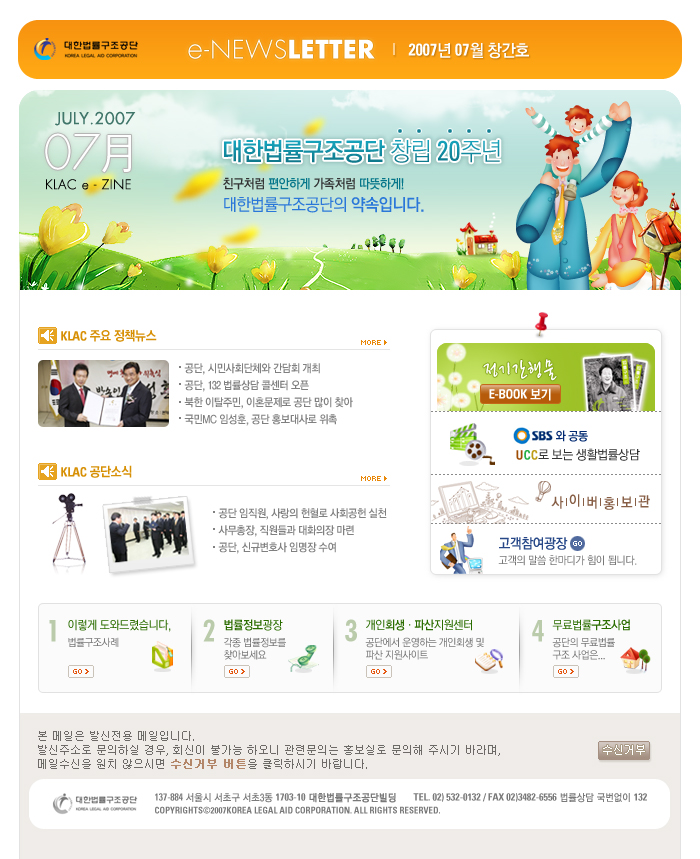 대한법률구조공단
KOREA LEGAL AID CORPORATION
e-NEWSLETTER
2007년 07월 창간호
JULY.2007
07月
KLAC e - ZINE
대한법률구조공단 창립 20주년
친구처럼 편안하게 가족처럼 따뜻하게!
대한법률구조공단의 약속입니다.
KLAC 주요 정책뉴스
MORE
· 공단, 시민사회단체와 간담회 개최
· 공단, 132 법률상담 콜센터 오픈
· 북한 이탈주민, 이혼문제로 공단 많이 찾아
· 국민MC 임성훈, 공단 홍보대사로 위촉
KLAC 공단소식
MORE
· 공단 임직원, 사랑의 헌혈로 사회공헌 실천
· 사무총장, 직원들과 대화의장 마련
· 공단, 신규변호사 임명장 수여
정기간행물
E-BOOK 보기
SBS 와 공동
UCC로 보는 생활법률상담
사이버홍보관
고객참여광장 GO
고객의 말씀 한마디가 힘이 됩니다.
1 이렇게 도와드렸습니다,
법률구조사례
GO >
2 법률정보광장
각종 법률정보를
찾아보세요
GO >
3 개인회생 · 파산지원센터
공단에서 운영하는 개인회생 및
파산 지원사이트
GO >
4 무료법률구조사업
공단의 무료법률
구조 사업은...
GO >
본 메일은 발신전용 메일입니다.
발신주소로 문의하실 경우, 회신이 불가능 하오니 관련문의는 홍보실로 문의해 주시기 바라며,
메일수신을 원치 않으시면 수신거부 버튼을 클릭하시기 바랍니다.
수신거부
대한법률구조공단
KOREA LEGAL AID CORPORATION
137-884 서울시 서초구 서초3동 1703-10 대한법률구조공단빌딩 TEL. 02) 532-0132 / FAX 02)3482-6556 법률상담 국번없이 132
COPYRIGHTS©2007KOREA LEGAL AID CORPORATION. ALL RIGHTS RESERVED.